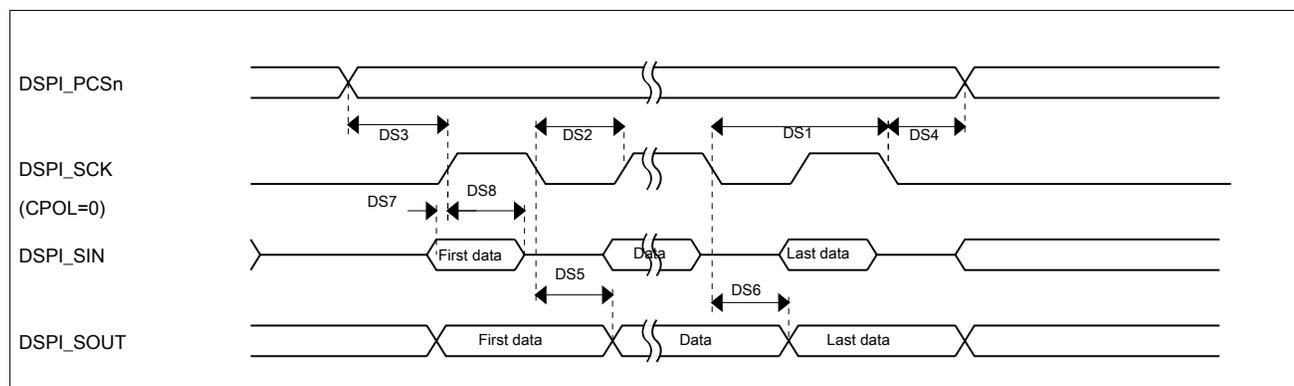 DSPI_PCSn
DS3
DS2
DS1
DS4
DSPI_SCK
(CPOL=0)
DS7
DS8
DSPI_SIN
First data
Data
Last data
DS5
DS6
DSPI_SOUT
First data
Data
Last data